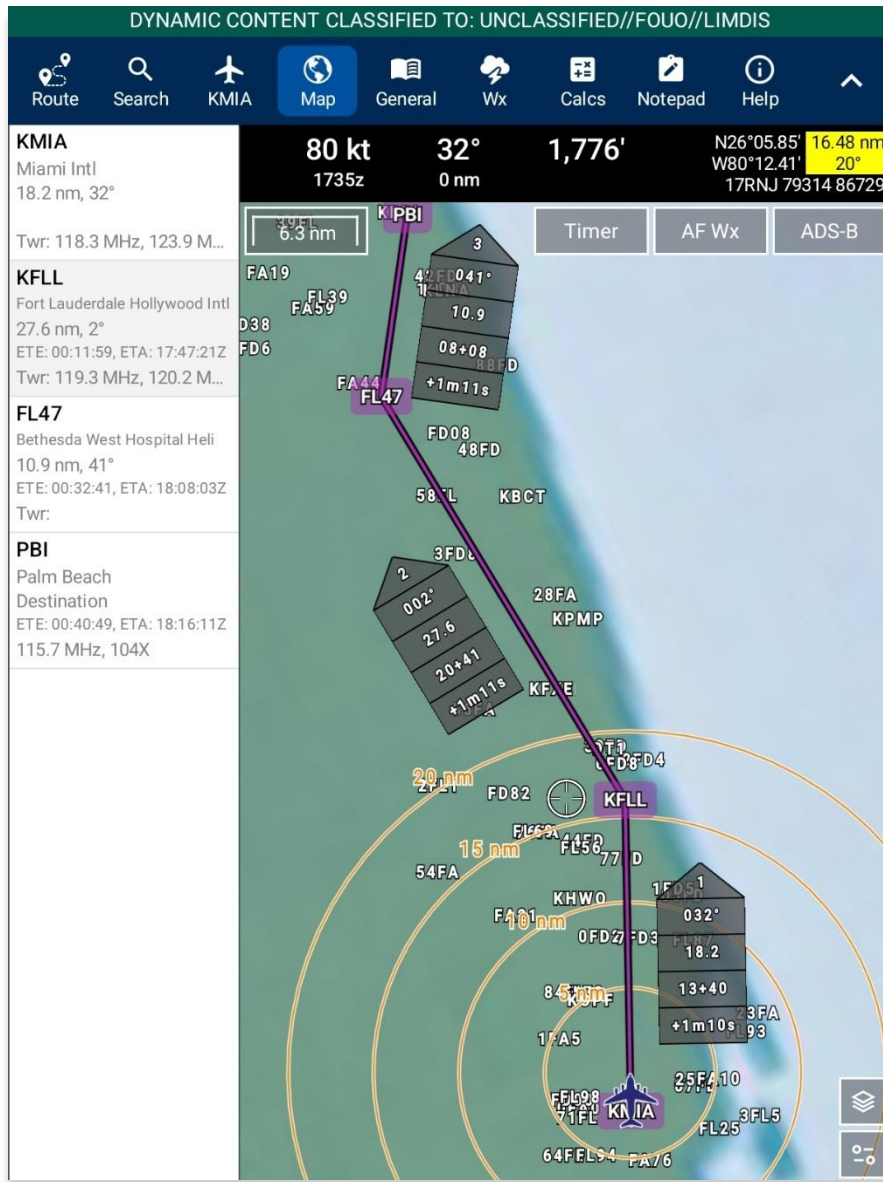 DYNAMIC CONTENT CLASSIFIED TO: UNCLASSIFIED//FOUO//LIMDIS
Route
Search
KMIA
Map
General
Wx
Calcs
Notepad
Help
KMIA
Miami Intl
18.2 nm, 32°
Twr: 118.3 MHz, 123.9 M...
KFLL
Fort Lauderdale Hollywood Intl
27.6 nm, 2°
ETE: 00:11:59, ETA: 17:47:21Z
Twr: 119.3 MHz, 120.2 M...
FL47
Bethesda West Hospital Heli
10.9 nm, 41°
ETE: 00:32:41, ETA: 18:08:03Z
Twr:
PBI
Palm Beach
Destination
ETE: 00:40:49, ETA: 18:16:11Z
115.7 MHz, 104X
80 kt
1735z
32°
0 nm
1,776'
N26°05.85'
W80°12.41'
17RNJ 79314 86729
16.48 nm
20°
6.3 nm
PBI
Timer
AF Wx
ADS-B
3
041°
10.9
08+08
+1m11s
FA19
FL39
FA59
D38
FD6
FA44
FL47
FD08
48FD
58FL
KBCT
2
002°
27.6
20+41
+1m11s
28FA
KPMP
20 nm
FD82
KFLL
15 nm
FL56
54FA
KHWO
10 nm
1
032°
18.2
13+40
+1m10s
5 nm
1FA5
23FA
FL98
71FL
KMIA
25FA10
3FL5
FL25
FA76